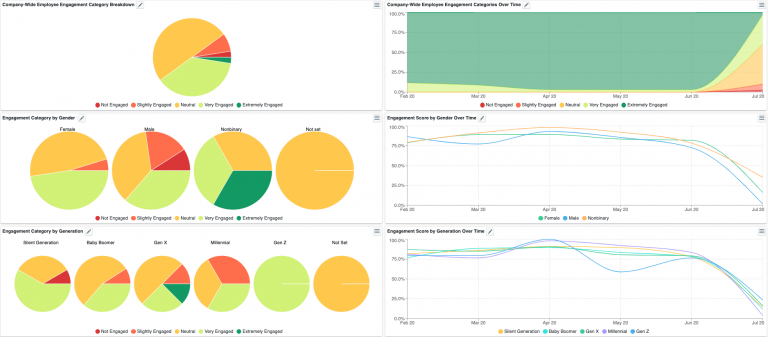 Company-Wide Employee Engagement Category Breakdown
Not Engaged Slightly Engaged Neutral Very Engaged Extremely Engaged
Company-Wide Employee Engagement Categories Over Time
100.0%
75.0%
50.0%
25.0%
0.0%
Feb 20 Mar 20 Apr 20 May 20 Jun 20 Jul 20
Not Engaged Slightly Engaged Neutral Very Engaged Extremely Engaged
Engagement Category by Gender
Female Male Nonbinary Not set
Not Engaged Slightly Engaged Neutral Very Engaged Extremely Engaged
Engagement Score by Gender Over Time
100.0%
75.0%
50.0%
25.0%
0.0%
Feb 20 Mar 20 Apr 20 May 20 Jun 20 Jul 20
Female Male Nonbinary
Engagement Category by Generation
Silent Generation Baby Boomer Gen X Millennial Gen Z Not Set
Not Engaged Slightly Engaged Neutral Very Engaged Extremely Engaged
Engagement Score by Generation Over Time
100.0%
75.0%
50.0%
25.0%
0.0%
Feb 20 Mar 20 Apr 20 May 20 Jun 20 Jul 20
Silent Generation Baby Boomer Gen X Millennial Gen Z